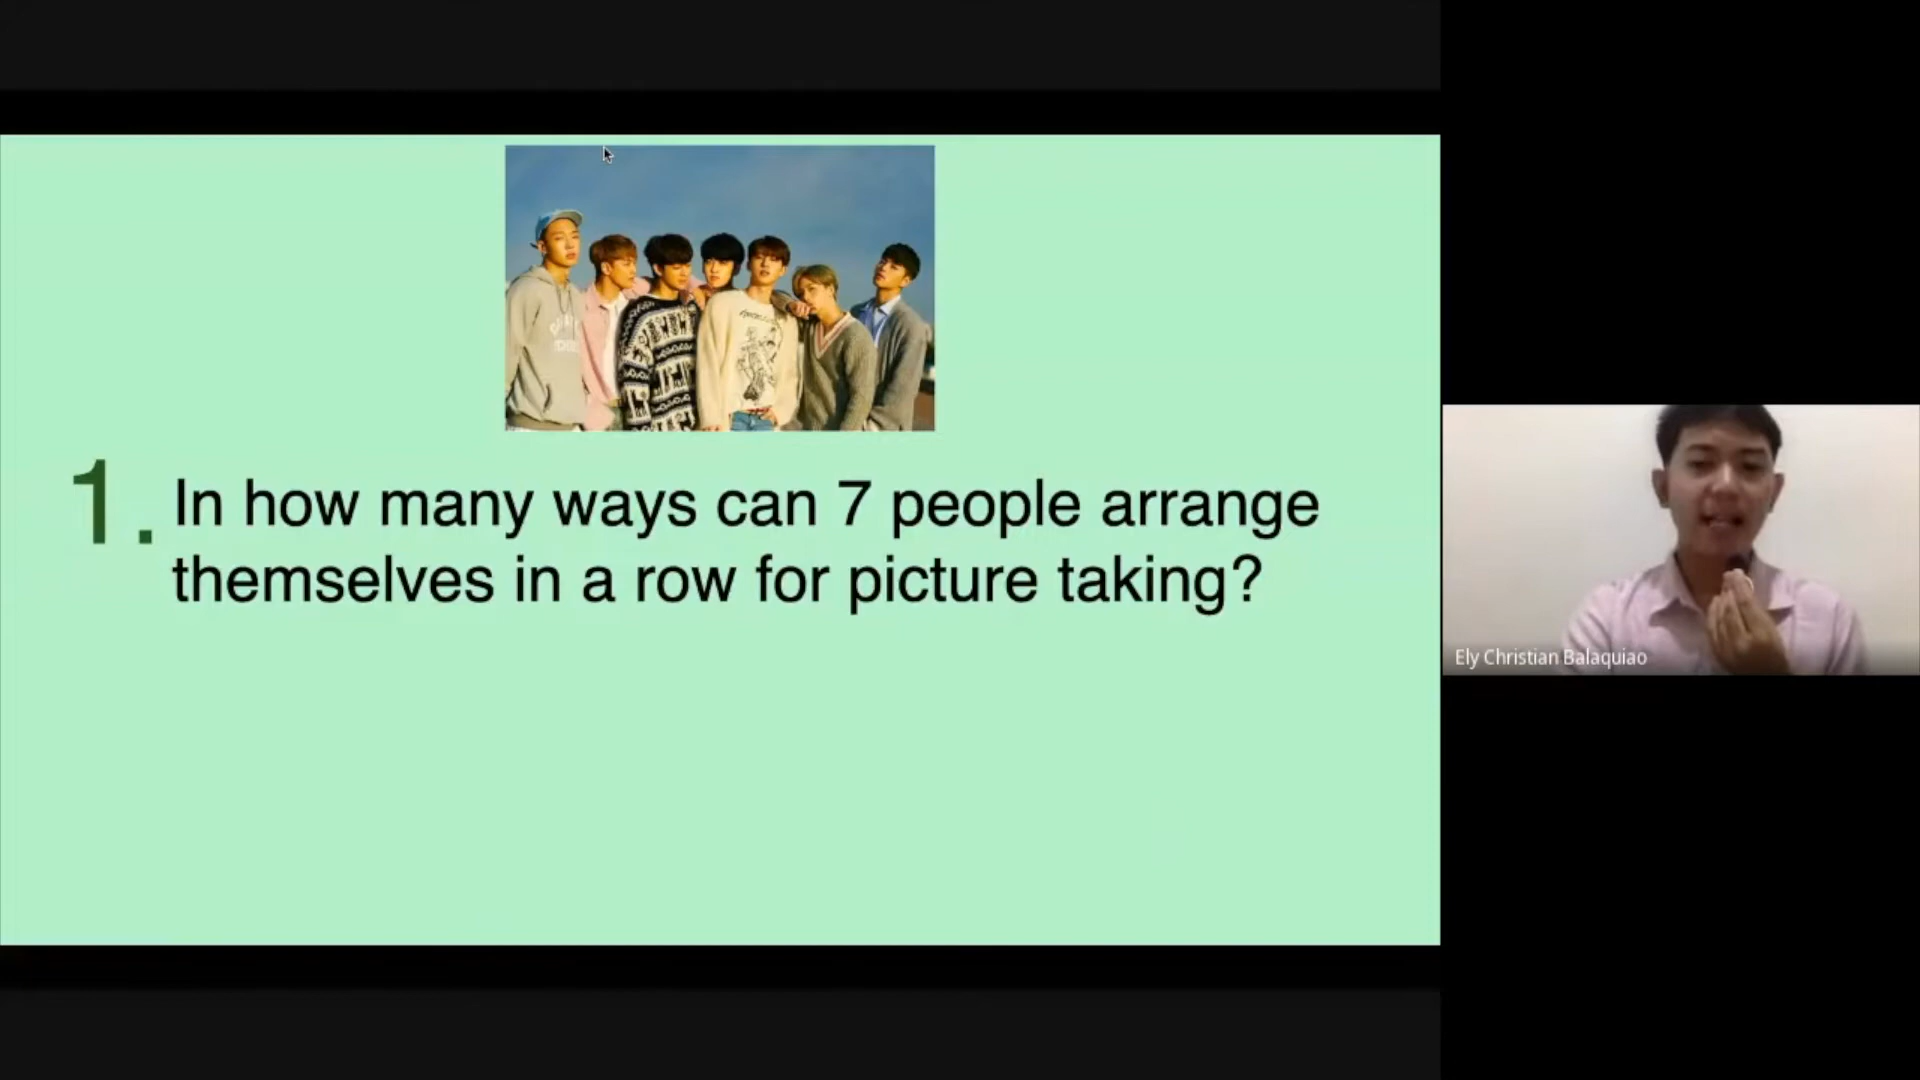 1. In how many ways can 7 people arrange
themselves in a row for picture taking?
Ely Christian Balaquiao